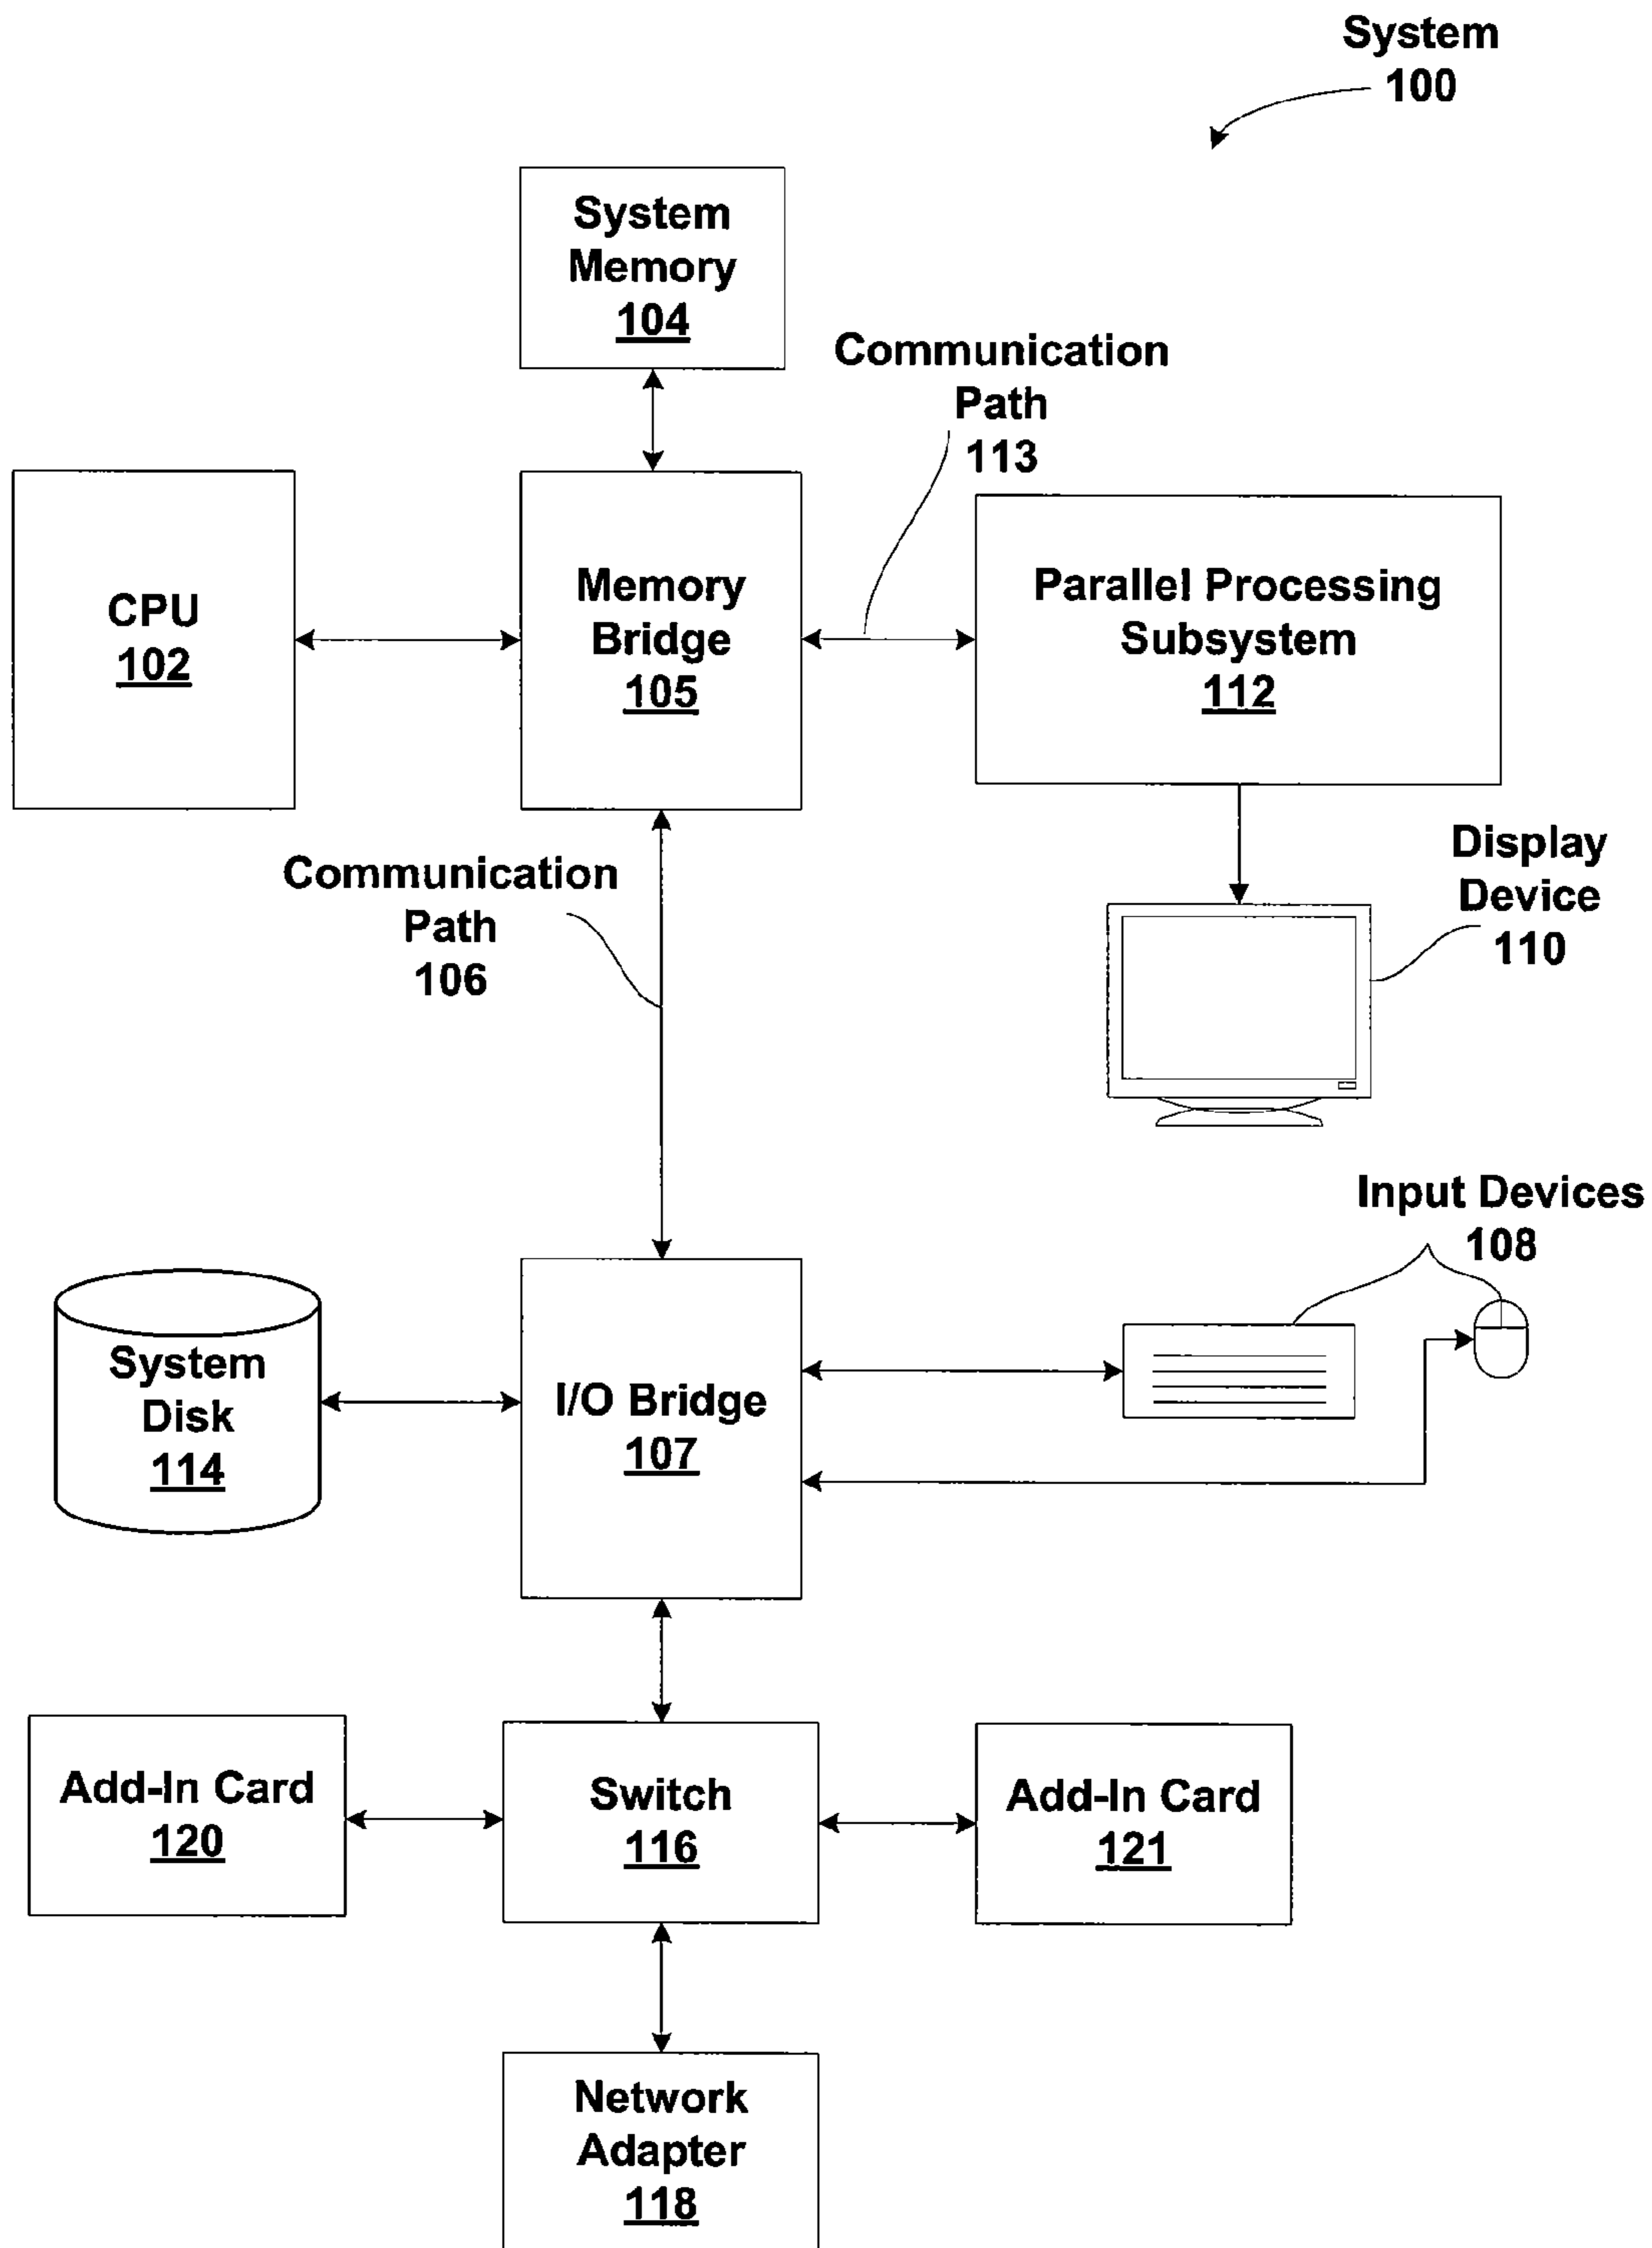 System
100
System
Memory
104
Communication
Path
113
CPU
102
Memory
Bridge
105
Parallel Processing
Subsystem
112
Communication
Path
106
Display
Device
110
Input Devices
108
System
Disk
114
I/O Bridge
107
Add-In Card
120
Switch
116
Add-In Card
121
Network
Adapter
118